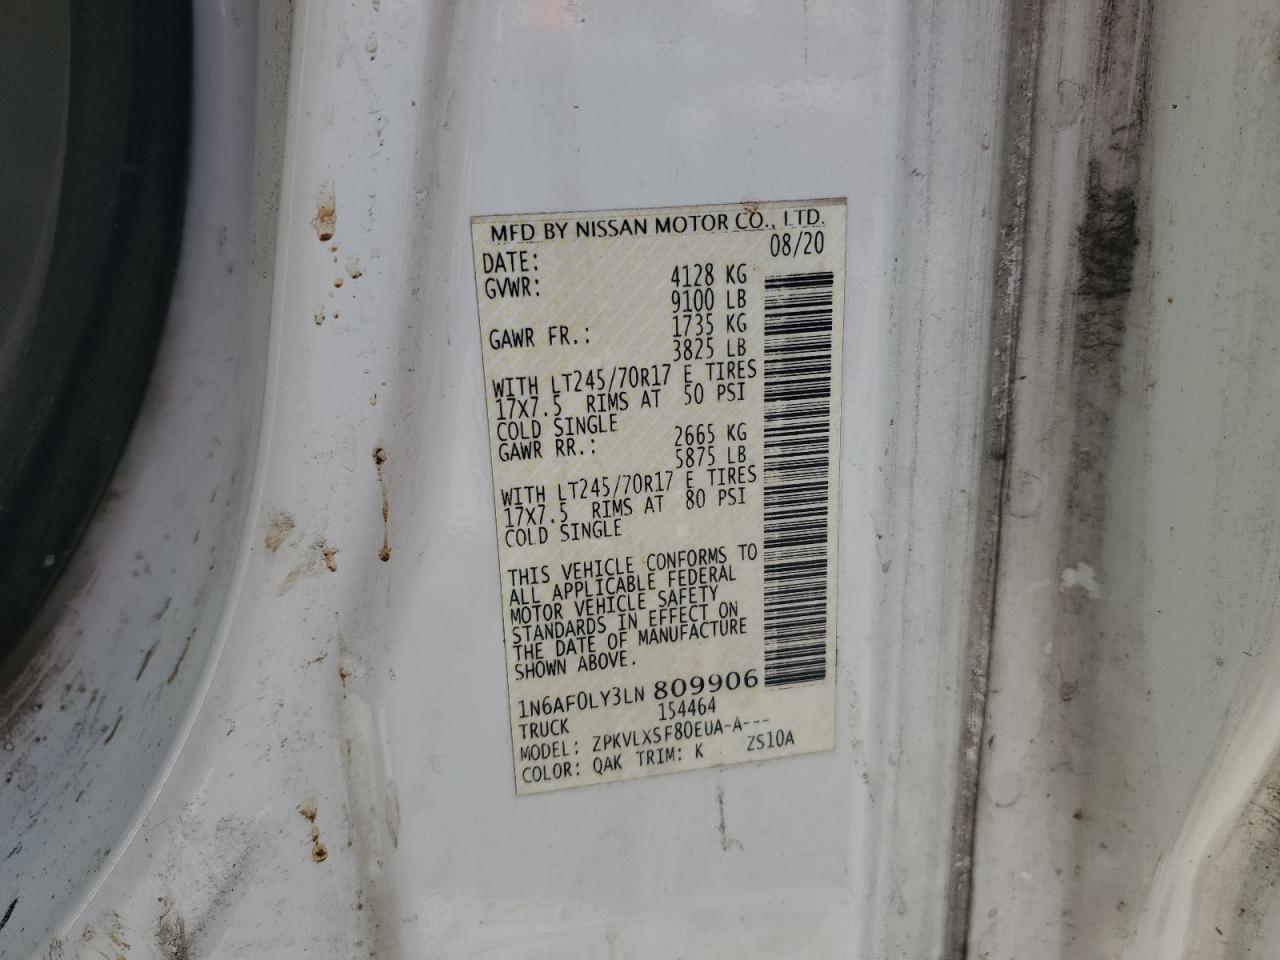 MFD BY NISSAN MOTOR CO., LTD.
DATE: 08/20
GVWR: 4128 KG
9100 LB
GAWR FR.: 1735 KG
3825 LB
WITH LT245/70R17 E TIRES
17X7.5 RIMS AT 50 PSI
COLD SINGLE
GAWR RR.: 2665 KG
5875 LB
WITH LT245/70R17 E TIRES
17X7.5 RIMS AT 80 PSI
COLD SINGLE
THIS VEHICLE CONFORMS TO
ALL APPLICABLE FEDERAL
MOTOR VEHICLE SAFETY
STANDARDS IN EFFECT ON
THE DATE OF MANUFACTURE
SHOWN ABOVE.
1N6AF0LY3LN 809906
TRUCK 154464
MODEL: ZPKVLXSF80EUA-A---
COLOR: QAK TRIM: K ZS10A